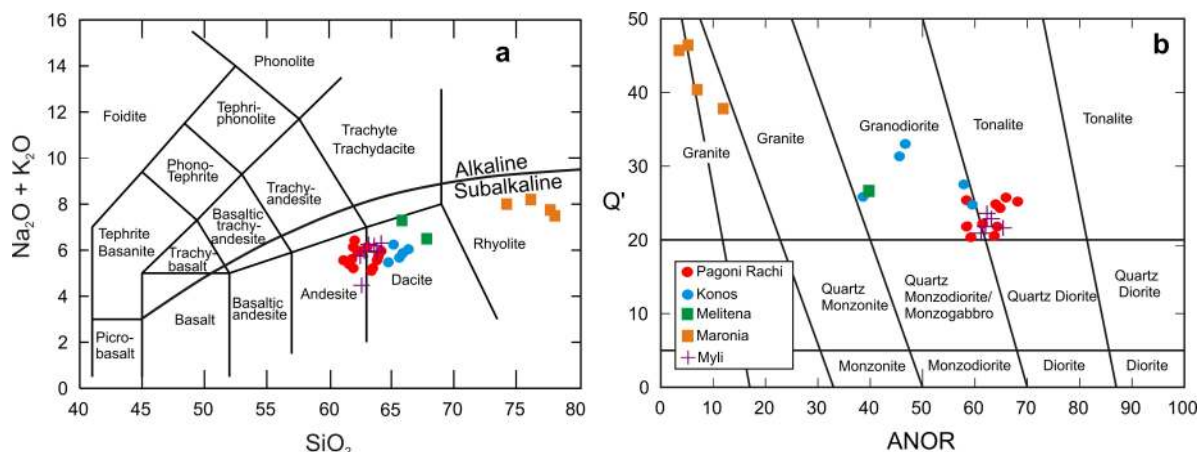 a
16
14
12
10
8
6
4
2
0
Na2O + K2O
40
45
50
55
60
65
70
75
80
SiO2
Phonolite
Foidite
Tephri-
phonolite
Trachyte
Trachydacite
Phono-
Tephrite
Trachy-
andesite
Alkaline
Subalkaline
Tephrite
Basanite
Basaltic
trachy-
andesite
Trachy-
basalt
Rhyolite
Dacite
Andesite
Basaltic
andesite
Basalt
Picro-
basalt
b
50
40
30
20
10
0
Q'
0
10
20
30
40
50
60
70
80
90
100
ANOR
Granite
Granite
Granodiorite
Tonalite
Tonalite
Quartz
Monzonite
Quartz
Monzodiorite/
Monzogabbro
Quartz Diorite
Quartz
Diorite
Monzonite
Monzodiorite
Diorite
Diorite
Pagoni Rachi
Konos
Melitena
Maronia
Myli